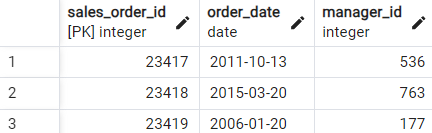 sales_order_id order_date manager_id
[PK] integer date integer
1 23417 2011-10-13 536
2 23418 2015-03-20 763
3 23419 2006-01-20 177